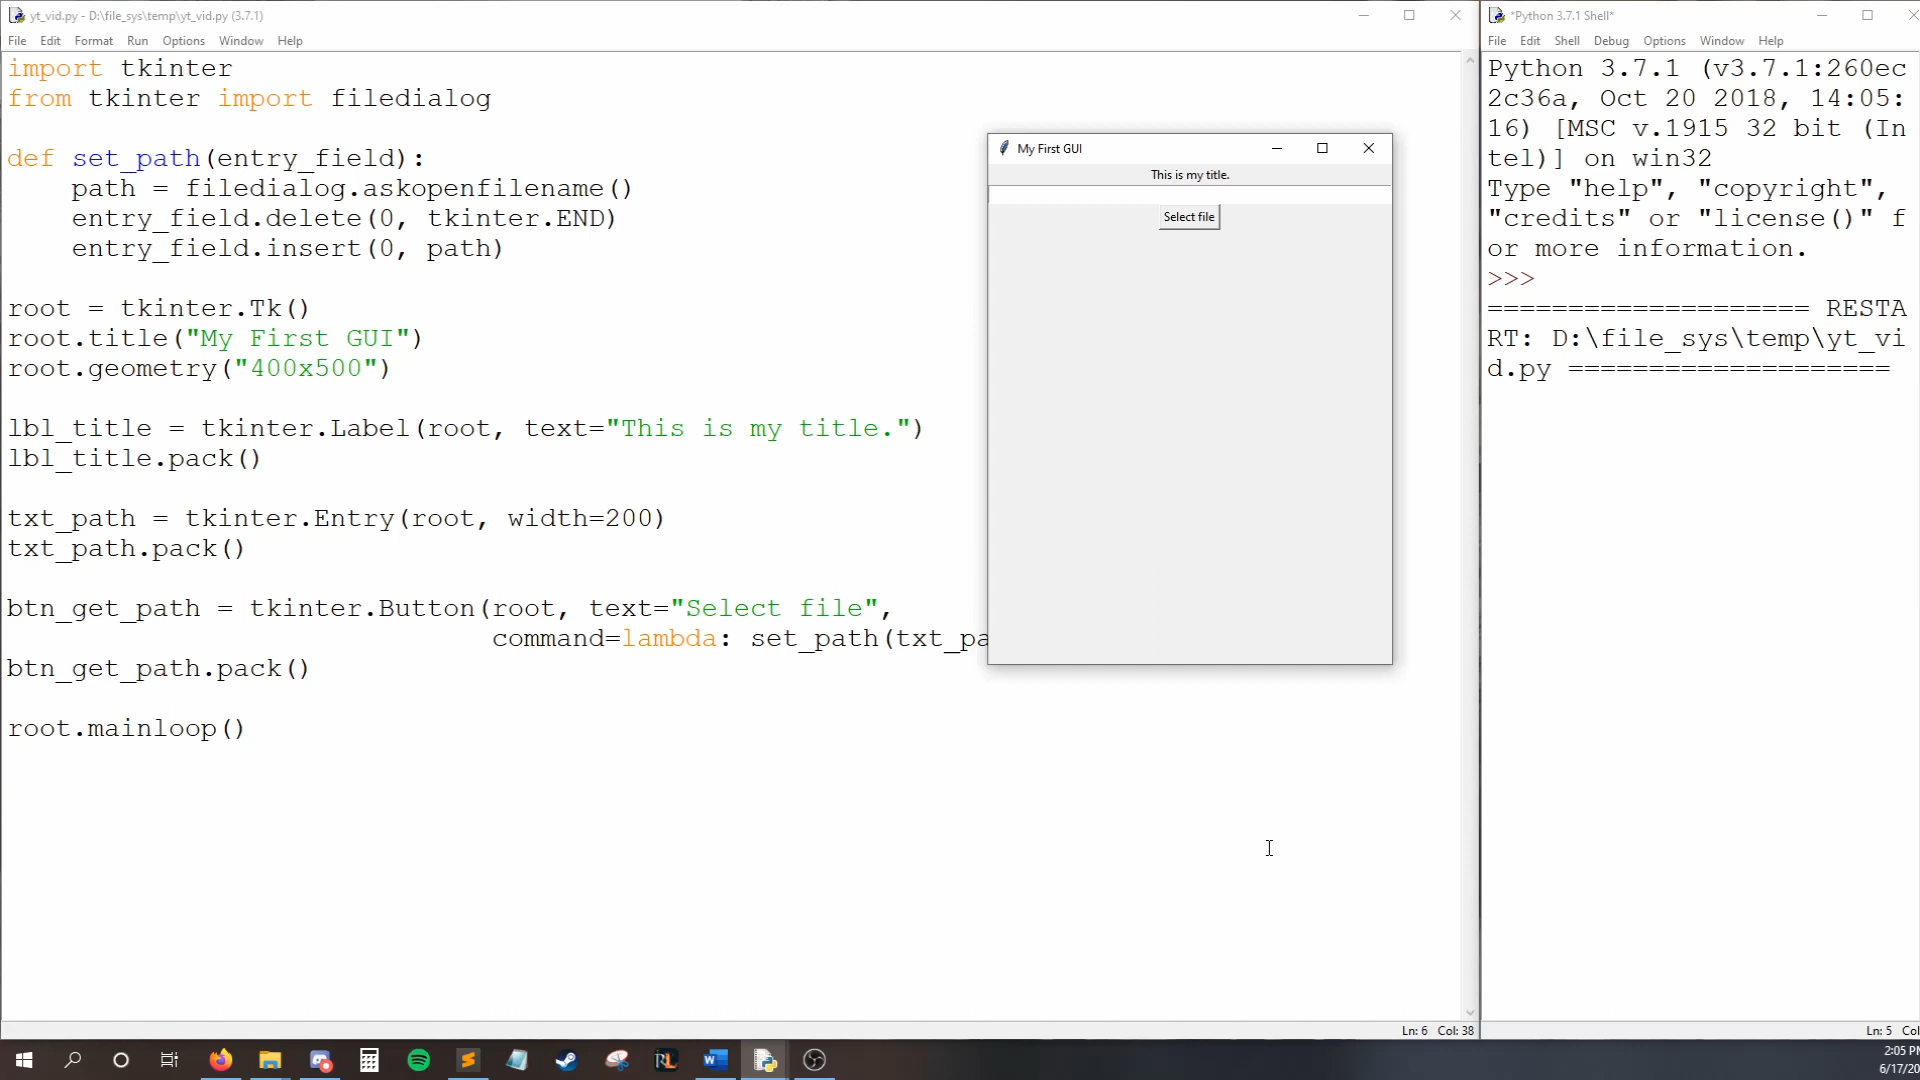 yt_vid.py - D:\file_sys\temp\yt_vid.py (3.7.1)
File Edit Format Run Options Window Help
import tkinter
from tkinter import filedialog
def set_path(entry_field):
    path = filedialog.askopenfilename()
    entry_field.delete(0, tkinter.END)
    entry_field.insert(0, path)
root = tkinter.Tk()
root.title("My First GUI")
root.geometry("400x500")
lbl_title = tkinter.Label(root, text="This is my title.")
lbl_title.pack()
txt_path = tkinter.Entry(root, width=200)
txt_path.pack()
btn_get_path = tkinter.Button(root, text="Select file",
                              command=lambda: set_path(txt_pa
btn_get_path.pack()
root.mainloop()
Ln: 6 Col: 38
My First GUI
This is my title.
Select file
*Python 3.7.1 Shell*
File Edit Shell Debug Options Window Help
Python 3.7.1 (v3.7.1:260ec
2c36a, Oct 20 2018, 14:05:
16) [MSC v.1915 32 bit (In
tel)] on win32
Type "help", "copyright",
"credits" or "license()" f
or more information.
>>>
==================== RESTA
RT: D:\file_sys\temp\yt_vi
d.py ====================
Ln: 5 Col
RL
2:05 P
6/17/20